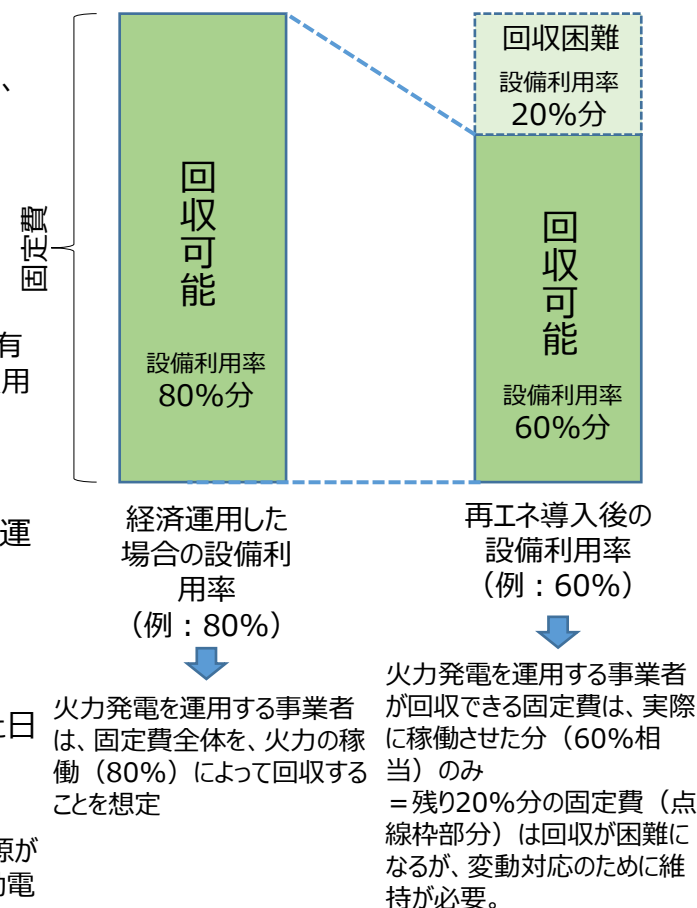 、
有
用
運
日
原が
電
固定費
回収可能
設備利用率
80%分
回収困難
設備利用率
20%分
回収可能
設備利用率
60%分
経済運用した
場合の設備利
用率
（例：80%）
再エネ導入後の
設備利用率
（例：60%）
火力発電を運用する事業者
は、固定費全体を、火力の稼
働（80%）によって回収する
ことを想定
火力発電を運用する事業者
が回収できる固定費は、実際
に稼働させた分（60%相
当）のみ
＝残り20%分の固定費（点
線枠部分）は回収が困難に
なるが、変動対応のために維
持が必要。